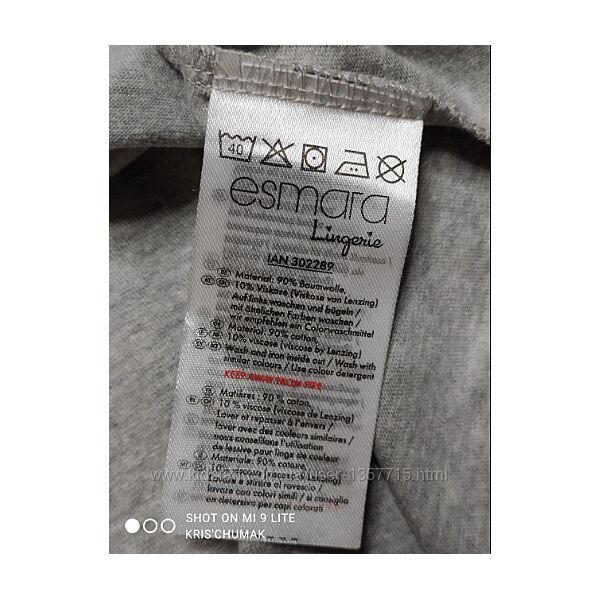 40
esmara
Lingerie
IAN 302289
Material: 90% Baumwolle,
10% Viskose (Viskose von Lenzing)
Auf links waschen und bügeln /
mit ähnlichen Farben waschen /
wir empfehlen ein Colorwaschmittel
Material: 90% cotton,
10% viscose (viscose by Lenzing)
Wash and iron inside out / Wash with
similar colours / Use colour detergent
KEEP AWAY FROM FIRE
Matières: 90 % coton,
10 % viscose (viscose de Lenzing)
Laver et repasser à l'envers /
laver avec des couleurs similaires /
nous conseillons l'utilisation
de lessive pour linge de couleur
Materiale: 90% cotone,
10%
e stirare al rovescio /
lavare con colori simili / si consiglia
un detersivo per capi colorati
SHOT ON MI 9 LITE
KRIS'CHUMAK